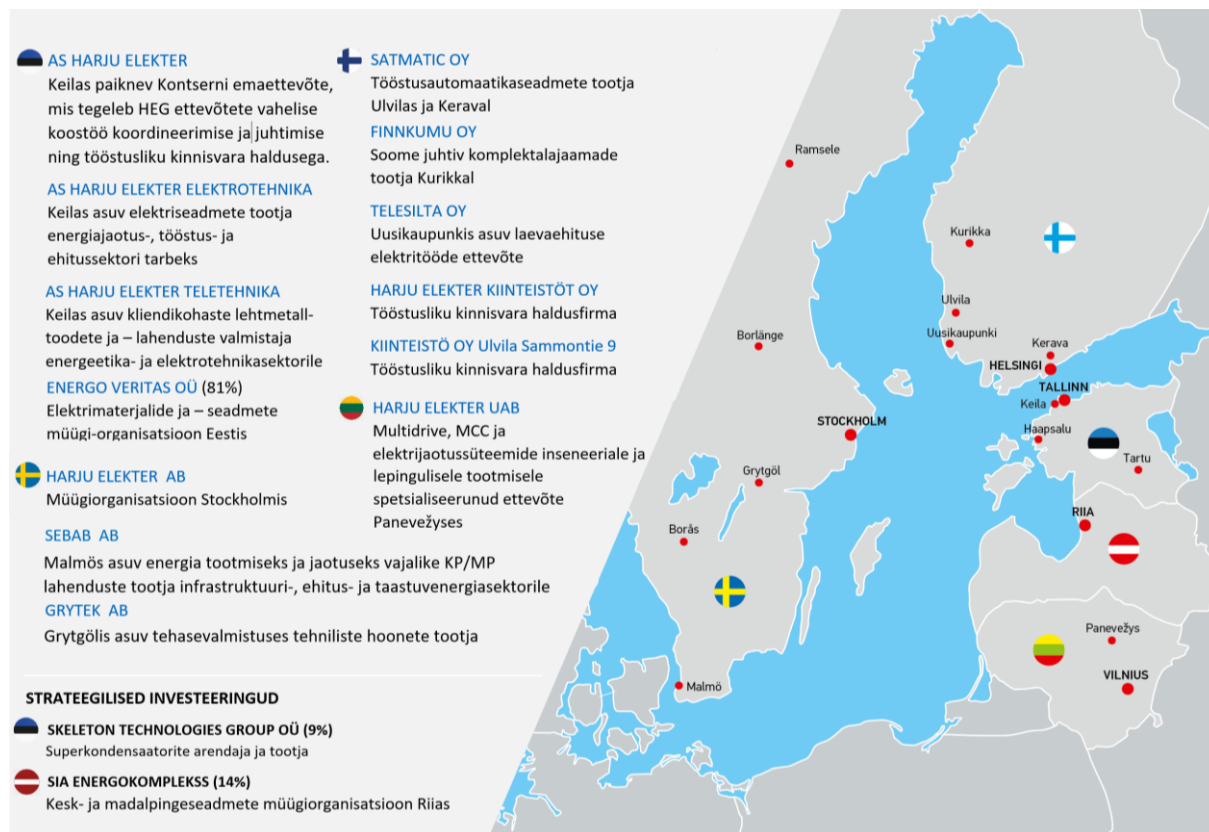 AS HARJU ELEKTER
Keilas paiknev Kontserni emaettevõte,
mis tegeleb HEG ettevõtete vahelise
koostöö koordineerimise ja juhtimise
ning tööstusliku kinnisvara haldusega.
AS HARJU ELEKTER ELEKTROTEHNIKA
Keilas asuv elektriseadmete tootja
energiajaotus-, tööstus- ja
ehitussektori tarbeks
AS HARJU ELEKTER TELETEHNIKA
Keilas asuv kliendikohaste lehtmetall-
toodete ja – lahenduste valmistaja
energeetika- ja elektrotehnikasektorile
ENERGO VERITAS OÜ (81%)
Elektrimaterjalide ja – seadmete
müügi-organisatsioon Eestis
HARJU ELEKTER AB
Müügiorganisatsioon Stockholmis
SATMATIC OY
Tööstusautomaatikaseadmete tootja
Ulvilas ja Keraval
FINNKUMU OY
Soome juhtiv komplektalajaamade
tootja Kurikkal
TELESILTA OY
Uusikaupunkis asuv laevaehituse
elektritööde ettevõte
HARJU ELEKTER KIINTEISTÖT OY
Tööstusliku kinnisvara haldusfirma
KIINTEISTÖ OY Ulvila Sammontie 9
Tööstusliku kinnisvara haldusfirma
HARJU ELEKTER UAB
Multidrive, MCC ja
elektrijaotussüteemide inseneeriale ja
lepingulisele tootmisele
spetsialiseerunud ettevõte
Panevežyses
SEBAB AB
Malmös asuv energia tootmiseks ja jaotuseks vajalike KP/MP
lahenduste tootja infrastruktuuri-, ehitus- ja taastuvenergiasektorile
GRYTEK AB
Grytgölis asuv tehasevalmistuses tehniliste hoonete tootja
STRATEEGILISED INVESTEERINGUD
SKELETON TECHNOLOGIES GROUP OÜ (9%)
Superkondensaatorite arendaja ja tootja
SIA ENERGOKOMPLEKSS (14%)
Kesk- ja madalpingeseadmete müügiorganisatsioon Riias
Ramsele
Kurikka
Ulvila
Borlänge
Uusikaupunki
Kerava
HELSINGI
TALLINN
Keila
STOCKHOLM
Haapsalu
Tartu
Grytgöl
RIIA
Borås
Panevežys
VILNIUS
Malmö